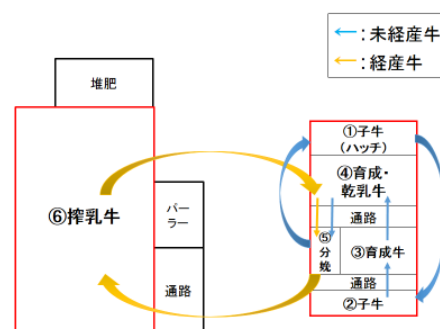 ←:未経産牛
←:経産牛
堆肥
①子牛
(ハッチ)
④育成・
乾乳牛
⑥搾乳牛
パー
ラー
通路
⑤
分
娩
③育成牛
通路
通路
②子牛